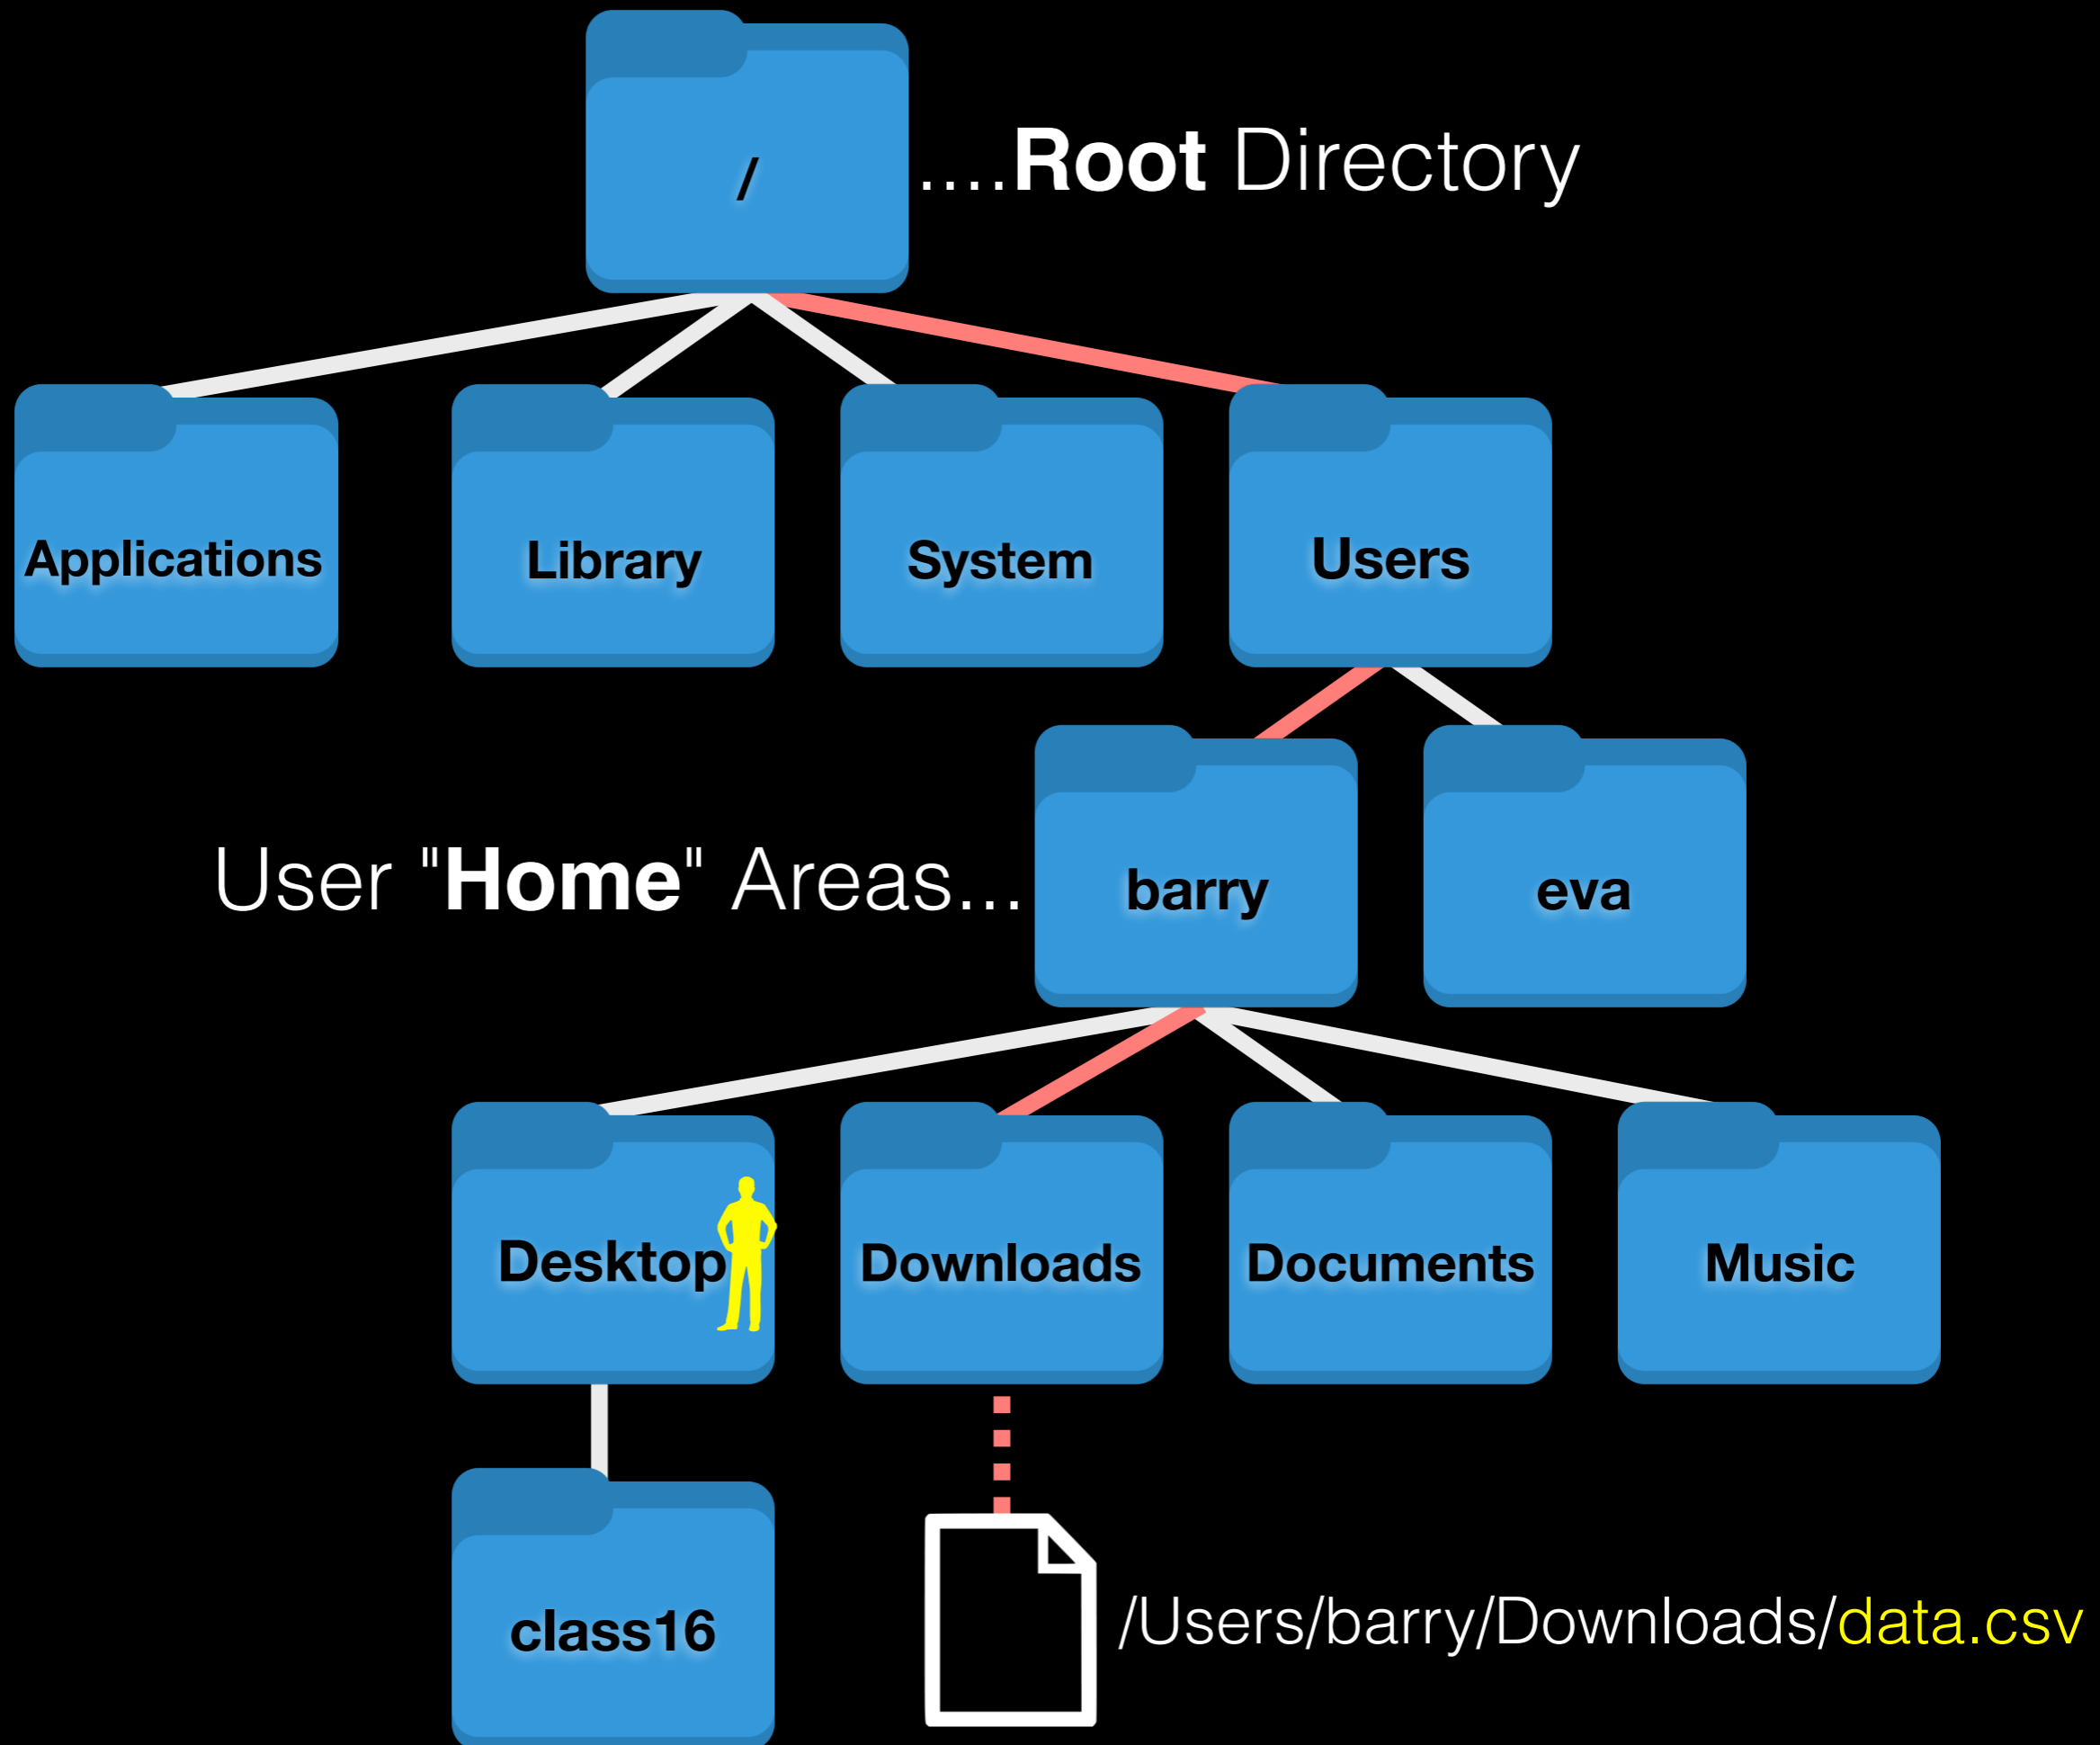 /
....Root Directory
Applications
Library
System
Users
User "Home" Areas...
barry
eva
Desktop
Downloads
Documents
Music
class16
/Users/barry/Downloads/data.csv